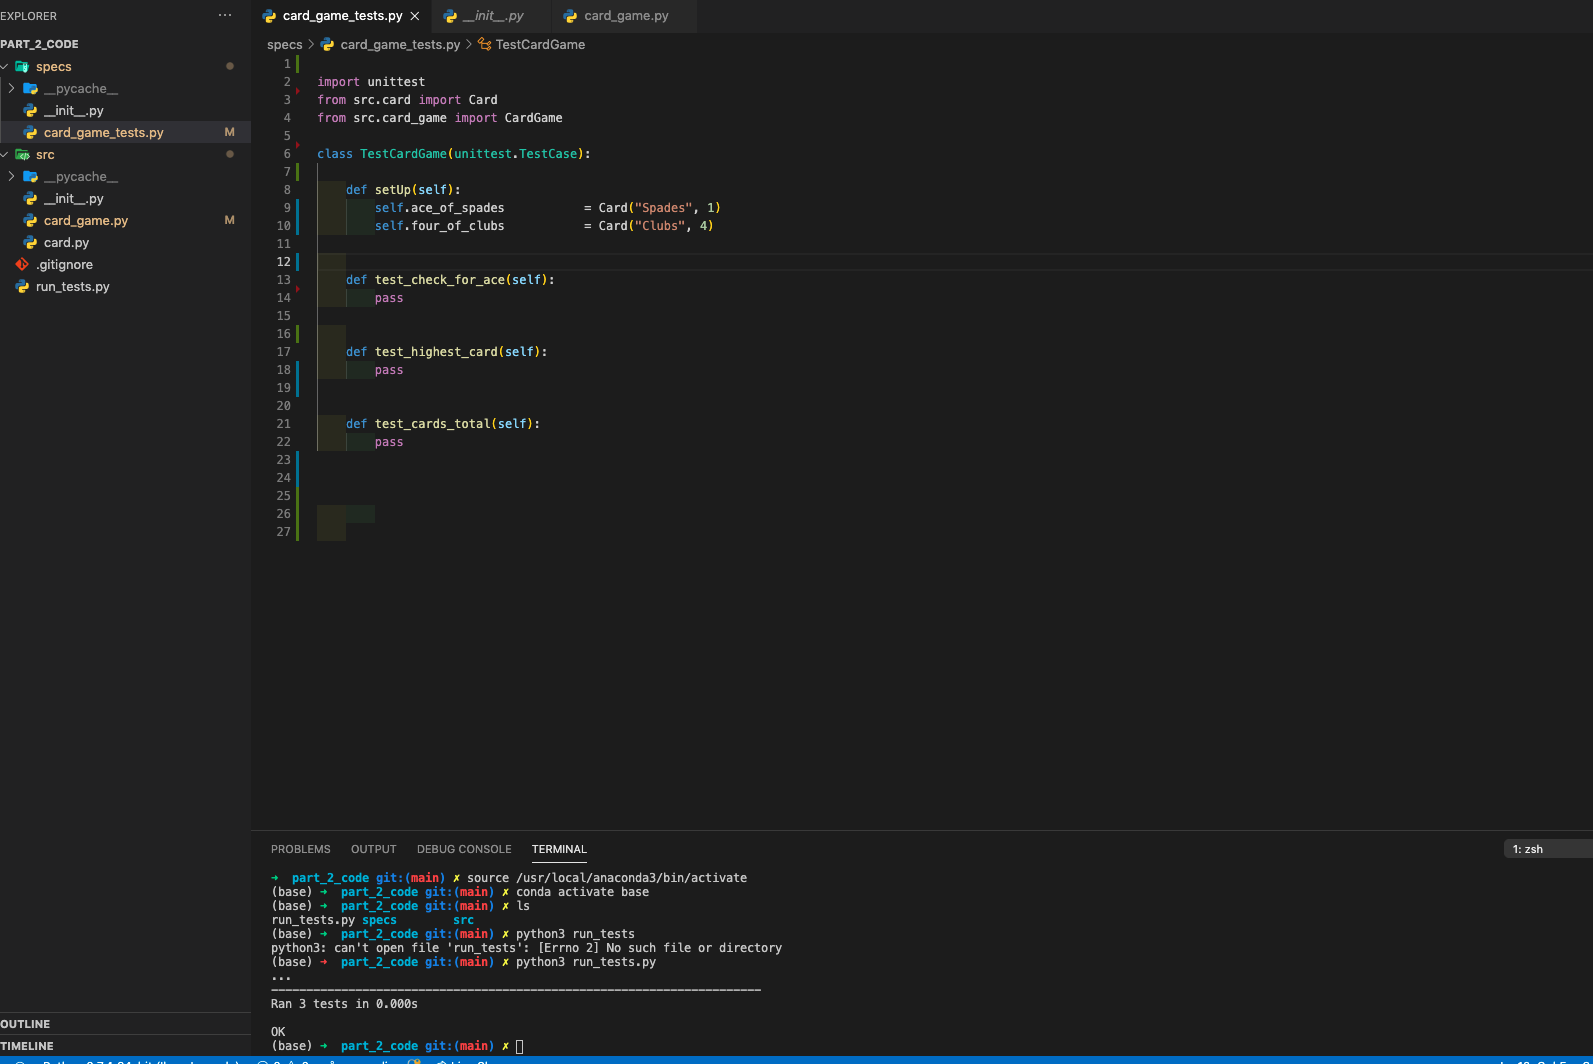 EXPLORER
···
PART_2_CODE
specs
__pycache__
__init__.py
card_game_tests.py M
src
__pycache__
__init__.py
card_game.py M
card.py
.gitignore
run_tests.py
OUTLINE
TIMELINE
card_game_tests.py × __init__.py card_game.py
specs > card_game_tests.py > TestCardGame
1
2 import unittest
3 from src.card import Card
4 from src.card_game import CardGame
5
6 class TestCardGame(unittest.TestCase):
7
8 def setUp(self):
9 self.ace_of_spades = Card("Spades", 1)
10 self.four_of_clubs = Card("Clubs", 4)
11
12
13 def test_check_for_ace(self):
14 pass
15
16
17 def test_highest_card(self):
18 pass
19
20
21 def test_cards_total(self):
22 pass
23
24
25
26
27
PROBLEMS OUTPUT DEBUG CONSOLE TERMINAL
1: zsh
➜ part_2_code git:(main) ✗ source /usr/local/anaconda3/bin/activate
(base) ➜ part_2_code git:(main) ✗ conda activate base
(base) ➜ part_2_code git:(main) ✗ ls
run_tests.py specs src
(base) ➜ part_2_code git:(main) ✗ python3 run_tests
python3: can't open file 'run_tests': [Errno 2] No such file or directory
(base) ➜ part_2_code git:(main) ✗ python3 run_tests.py
...
----------------------------------------------------------------------
Ran 3 tests in 0.000s
OK
(base) ➜ part_2_code git:(main) ✗